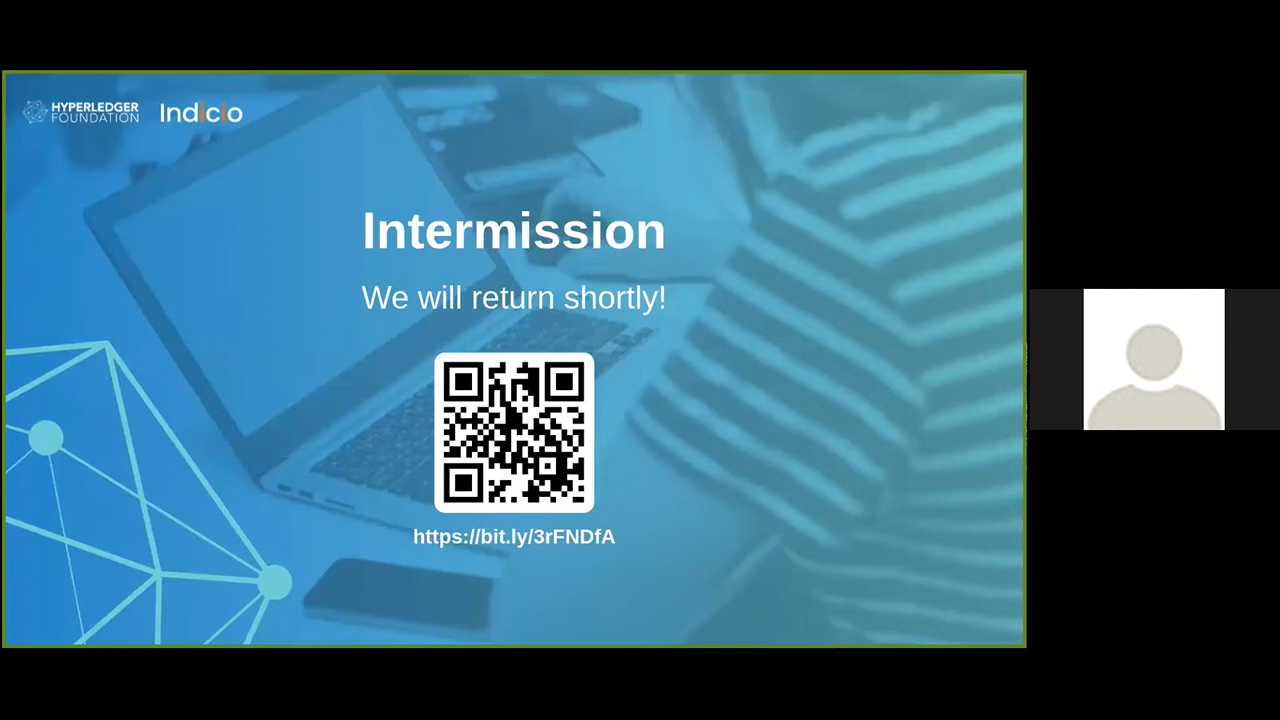 HYPERLEDGER
FOUNDATION
Indicio
Intermission
We will return shortly!
https://bit.ly/3rFNDfA